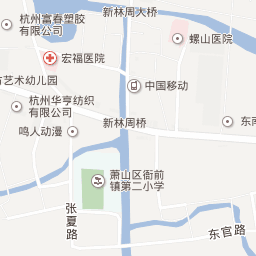 新林周大桥
杭州富春塑胶
有限公司
螺山医院
宏福医院
方艺术幼儿园
中国移动
杭州华亨纺织
有限公司
新林周桥
东南
鸣人动漫
萧山区衙前
镇第二小学
张夏路
东官路